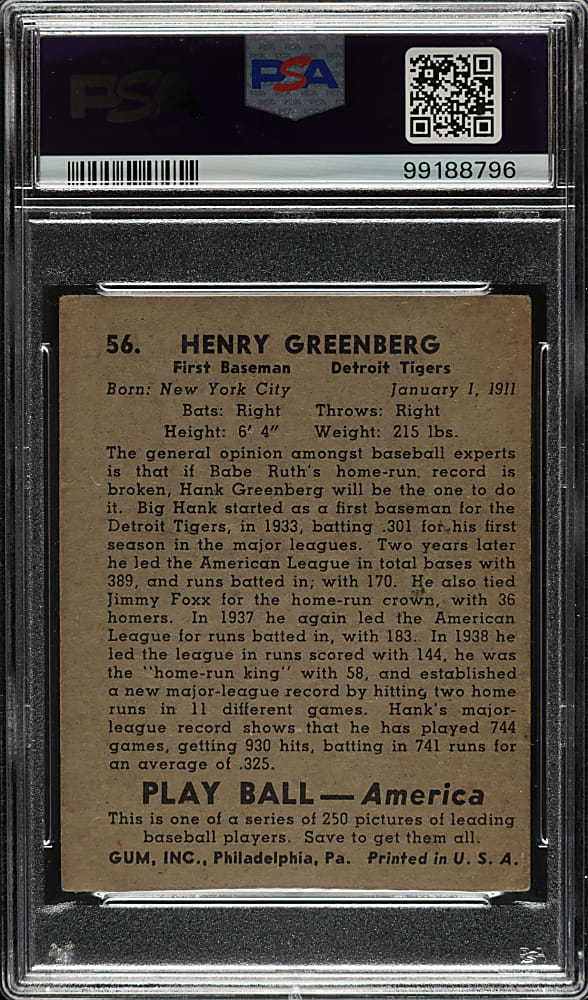 PSA
PSA
99188796
56. HENRY GREENBERG
First Baseman Detroit Tigers
Born: New York City January 1, 1911
Bats: Right Throws: Right
Height: 6' 4" Weight: 215 lbs.
The general opinion amongst baseball experts
is that if Babe Ruth's home-run record is
broken, Hank Greenberg will be the one to do
it. Big Hank started as a first baseman for the
Detroit Tigers, in 1933, batting .301 for his first
season in the major leagues. Two years later
he led the American League in total bases with
389, and runs batted in; with 170. He also tied
Jimmy Foxx for the home-run crown, with 36
homers. In 1937 he again led the American
League for runs batted in, with 183. In 1938 he
led the league in runs scored with 144, he was
the "home-run king" with 58, and established
a new major-league record by hitting two home
runs in 11 different games. Hank's major-
league record shows that he has played 744
games, getting 930 hits, batting in 741 runs for
an average of .325.
PLAY BALL — America
This is one of a series of 250 pictures of leading
baseball players. Save to get them all.
GUM, INC., Philadelphia, Pa. Printed in U. S. A.